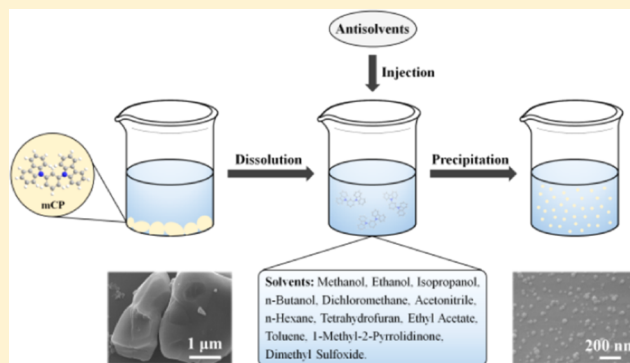 Antisolvents
Injection
Dissolution
Precipitation
mCP
Solvents: Methanol, Ethanol, Isopropanol,
n-Butanol, Dichloromethane, Acetonitrile,
n-Hexane, Tetrahydrofuran, Ethyl Acetate,
Toluene, 1-Methyl-2-Pyrrolidinone,
Dimethyl Sulfoxide.
1 μm
200 nm